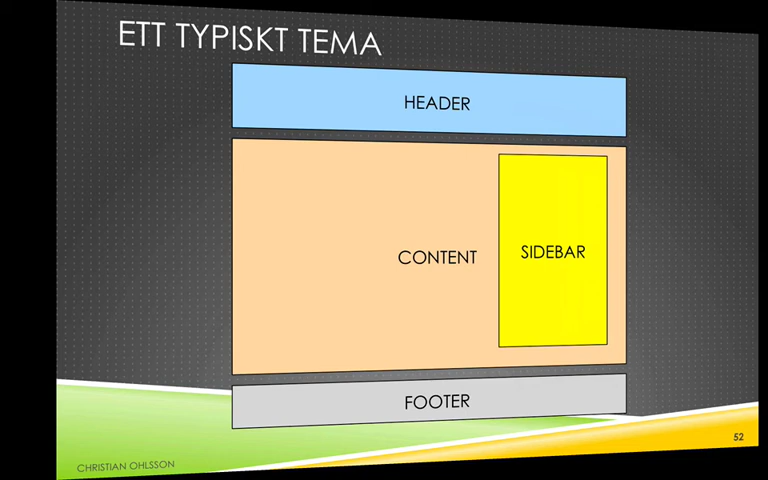 ETT TYPISKT TEMA
HEADER
CONTENT
SIDEBAR
FOOTER
CHRISTIAN OHLSSON
52